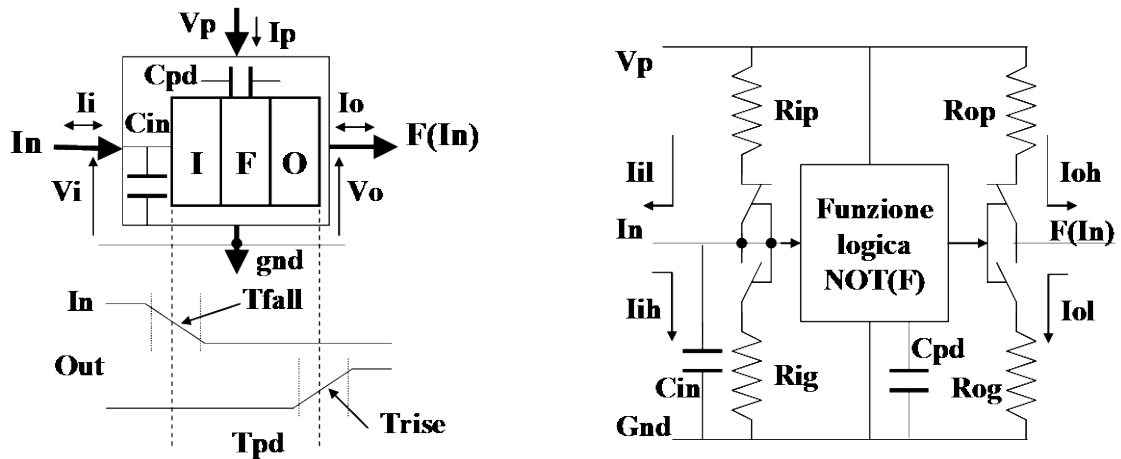 Vp
Ip
Cpd
Ii
Cin
Io
In
I
F
O
F(In)
Vi
Vo
gnd
In
Tfall
Out
Trise
Tpd
Vp
Rip
Rop
Iil
Ioh
In
Funzione
logica
NOT(F)
F(In)
Iih
Iol
Cin
Rig
Cpd
Rog
Gnd